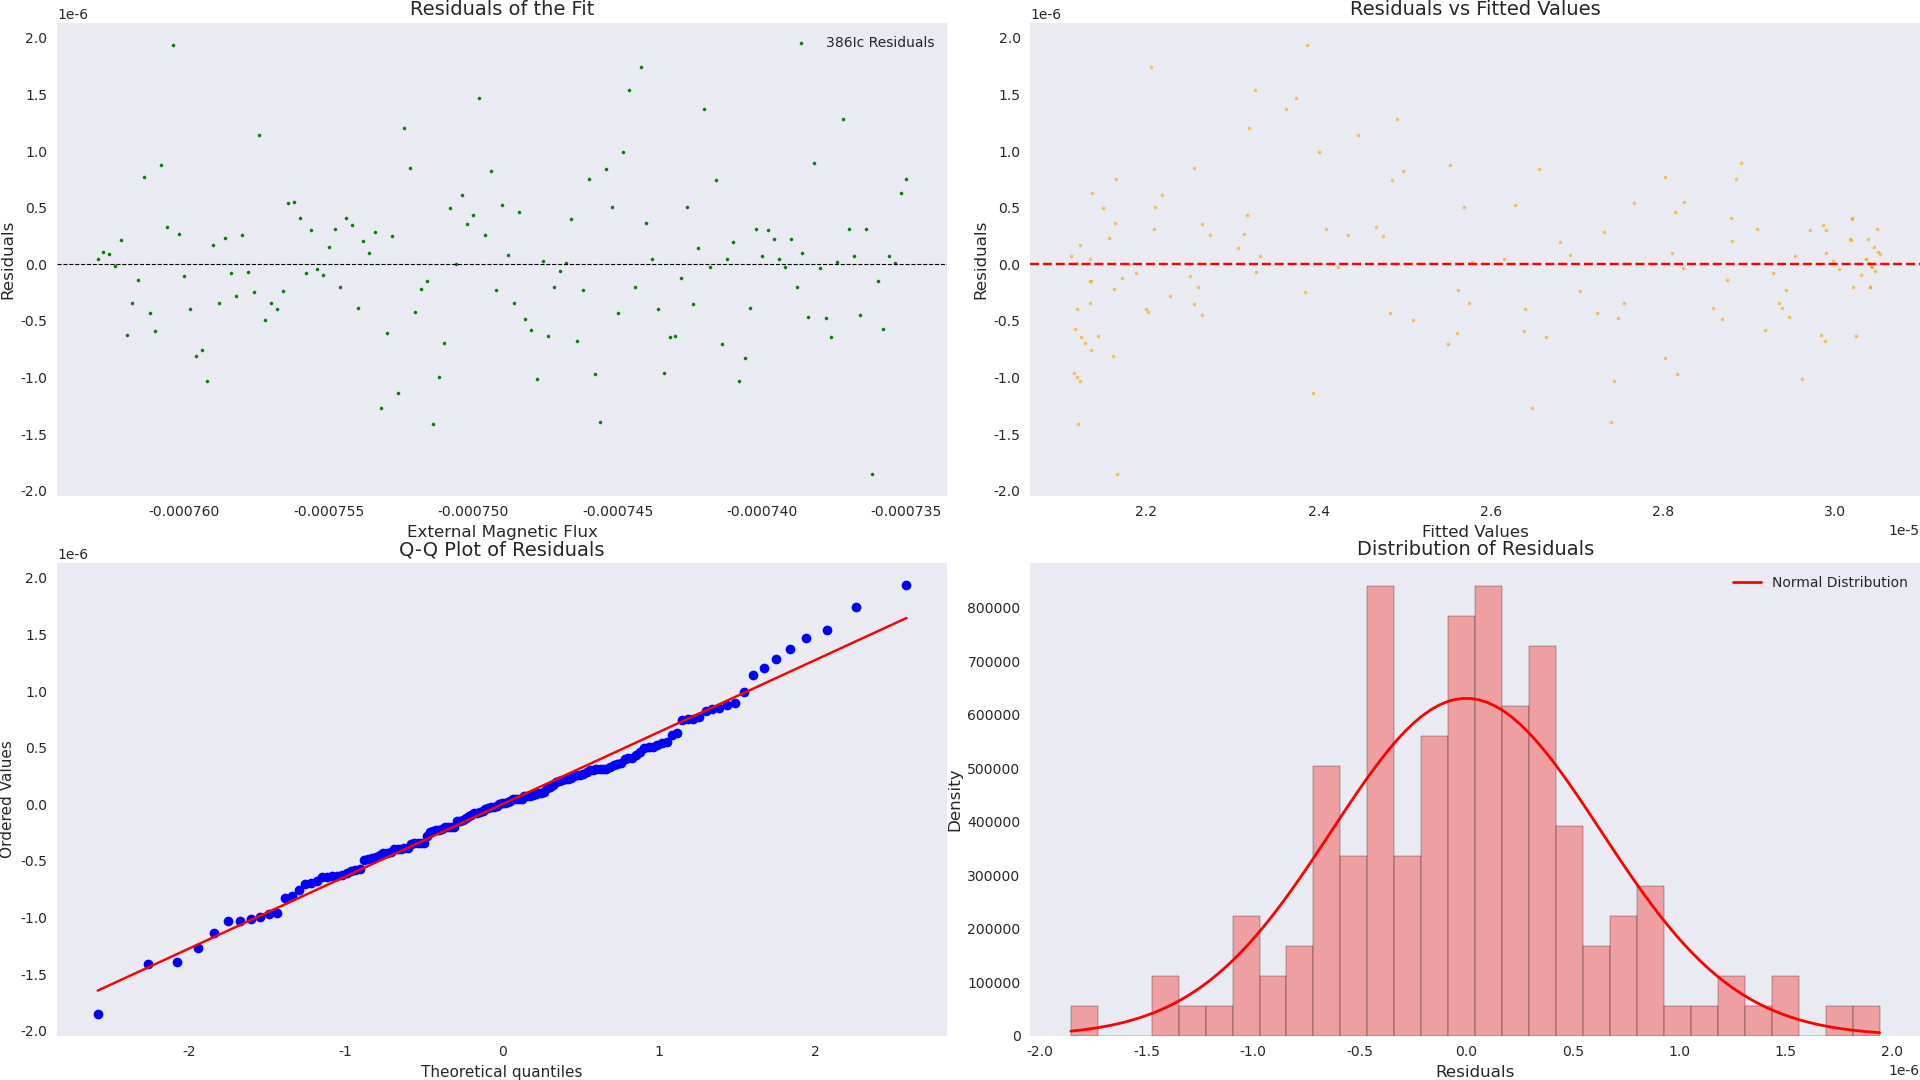 Residuals of the Fit
1e-6
386Ic Residuals
2.0
1.5
1.0
0.5
0.0
-0.5
-1.0
-1.5
-2.0
Residuals
-0.000760 -0.000755 -0.000750 -0.000745 -0.000740 -0.000735
External Magnetic Flux
Residuals vs Fitted Values
1e-6
2.0
1.5
1.0
0.5
0.0
-0.5
-1.0
-1.5
-2.0
Residuals
2.2 2.4 2.6 2.8 3.0
1e-5
Fitted Values
Q-Q Plot of Residuals
1e-6
2.0
1.5
1.0
0.5
0.0
-0.5
-1.0
-1.5
-2.0
Ordered Values
-2 -1 0 1 2
Theoretical quantiles
Distribution of Residuals
Normal Distribution
800000
700000
600000
500000
400000
300000
200000
100000
0
Density
-2.0 -1.5 -1.0 -0.5 0.0 0.5 1.0 1.5 2.0
1e-6
Residuals